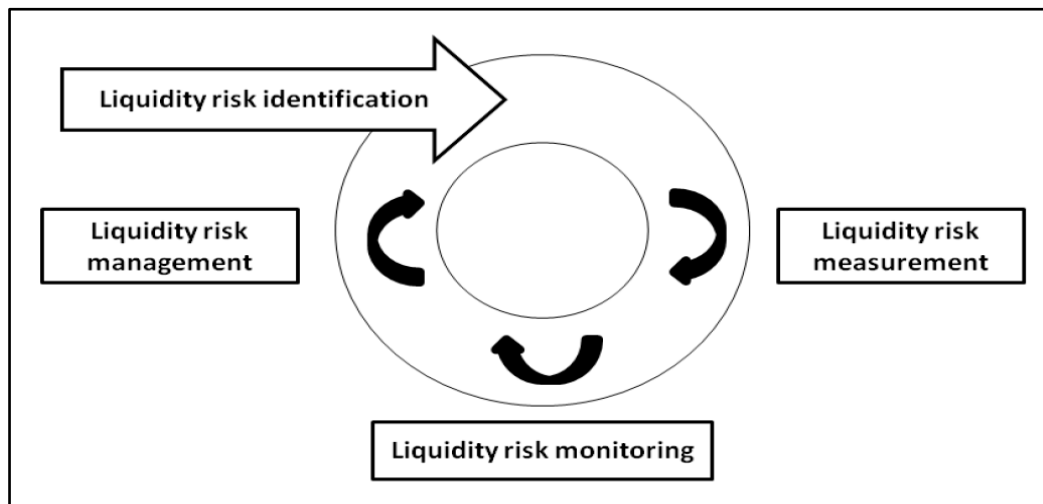 Liquidity risk identification
Liquidity risk
management
Liquidity risk
measurement
Liquidity risk monitoring